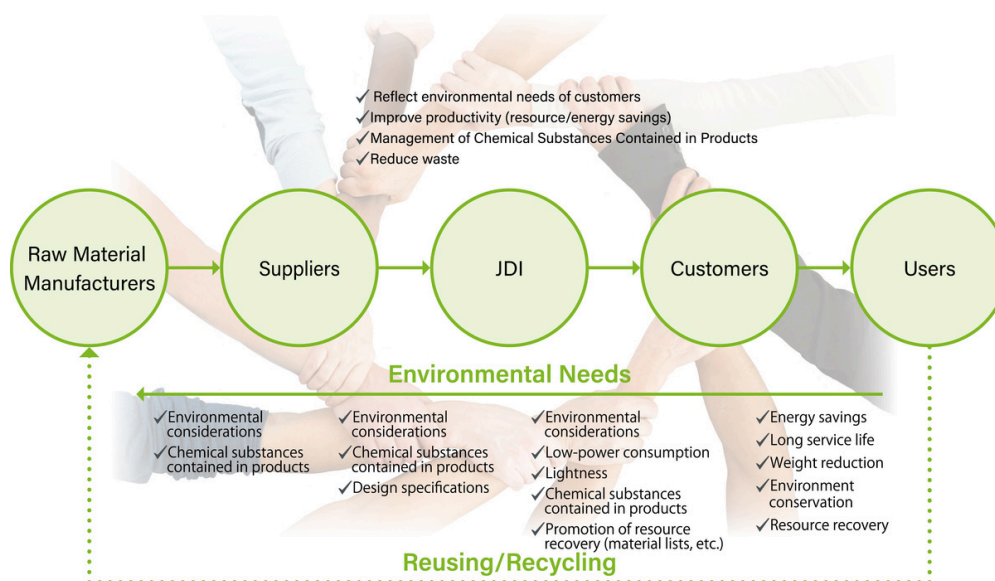 Reflect environmental needs of customers
Improve productivity (resource/energy savings)
Management of Chemical Substances Contained in Products
Reduce waste
Raw Material
Manufacturers
Suppliers
JDI
Customers
Users
Environmental Needs
Environmental
considerations
Chemical substances
contained in products
Environmental
considerations
Chemical substances
contained in products
Design specifications
Environmental
considerations
Low-power consumption
Lightness
Chemical substances
contained in products
Promotion of resource
recovery (material lists, etc.)
Energy savings
Long service life
Weight reduction
Environment
conservation
Resource recovery
Reusing/Recycling